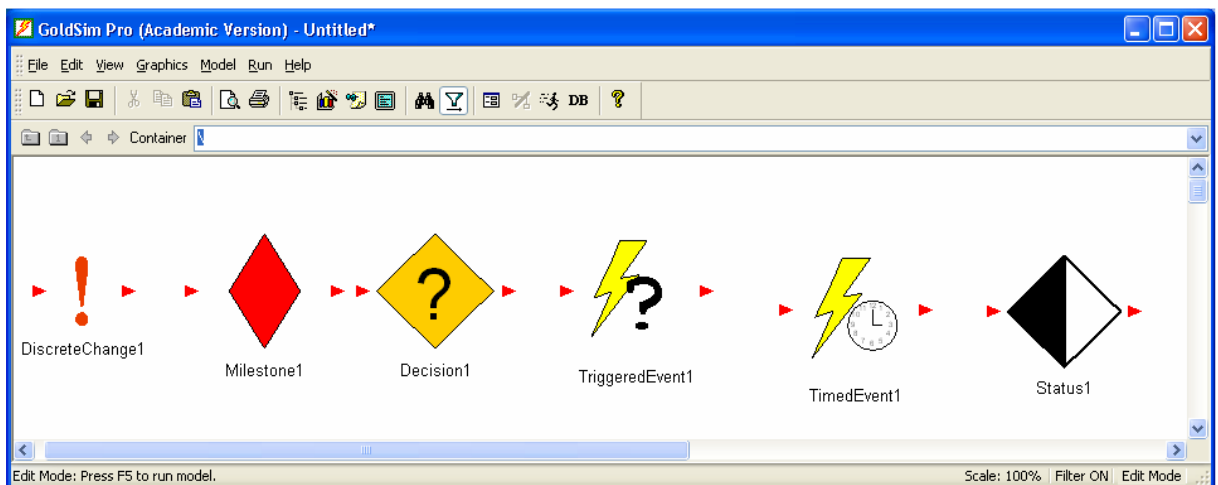 GoldSim Pro (Academic Version) - Untitled*
File Edit View Graphics Model Run Help
DB ?
Container \
! ? ?
DiscreteChange1 Milestone1 Decision1 TriggeredEvent1 TimedEvent1 Status1
Edit Mode: Press F5 to run model. Scale: 100% Filter ON Edit Mode